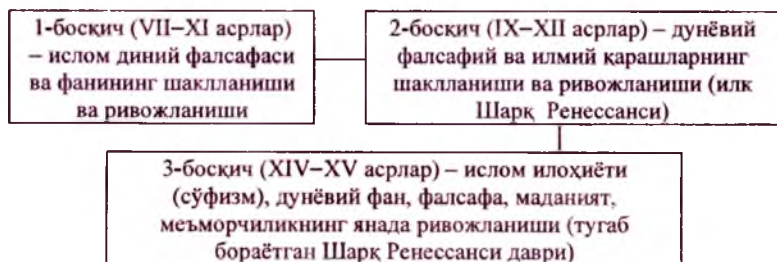 1-босқич (VII–XI асрлар)
– ислом диний фалсафаси
ва фанининг шаклланиши
ва ривожланиши
2-босқич (IX–XII асрлар) – дунёвий
фалсафий ва илмий қарашларнинг
шаклланиши ва ривожланиши (илк
Шарқ Ренессанси)
3-босқич (XIV–XV асрлар) – ислом илоҳиёти
(сўфизм), дунёвий фан, фалсафа, маданият,
меъморчиликнинг янада ривожланиши (тугаб
бораётган Шарқ Ренессанси даври)